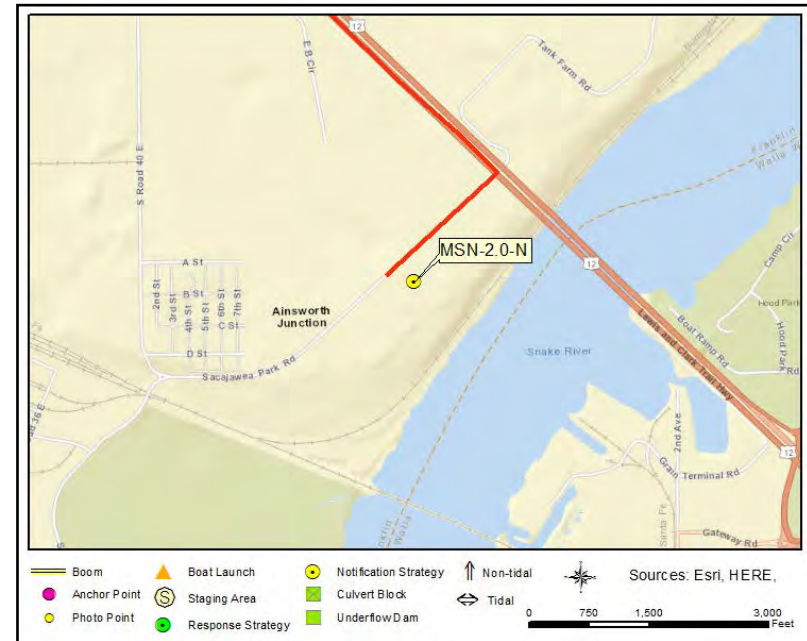 12
E B Cir
Tank Farm Rd
S Road 40 E
Franklin
Walla
MSN-2.0-N
Camp Cit
12
A St
2nd St
3rd St
B St
4th St
5th St
6th St
7th St
C St
Ainsworth
Junction
Hood Park
Boat Ramp Rd
Hood Park
Rd
Lewis and Clark Trail Hwy
Snake River
D St
Sacajawea Park Rd
2nd Ave
ad 36 E
Grain Terminal Rd
12
Santa Fe
Gateway Rd
nklin
Walla
S
Boom
Boat Launch
Notification Strategy
Non-tidal
Sources: Esri, HERE,
Anchor Point
S
Staging Area
Culvert Block
Tidal
Photo Point
Response Strategy
Underflow Dam
0 750 1,500 3,000
Feet